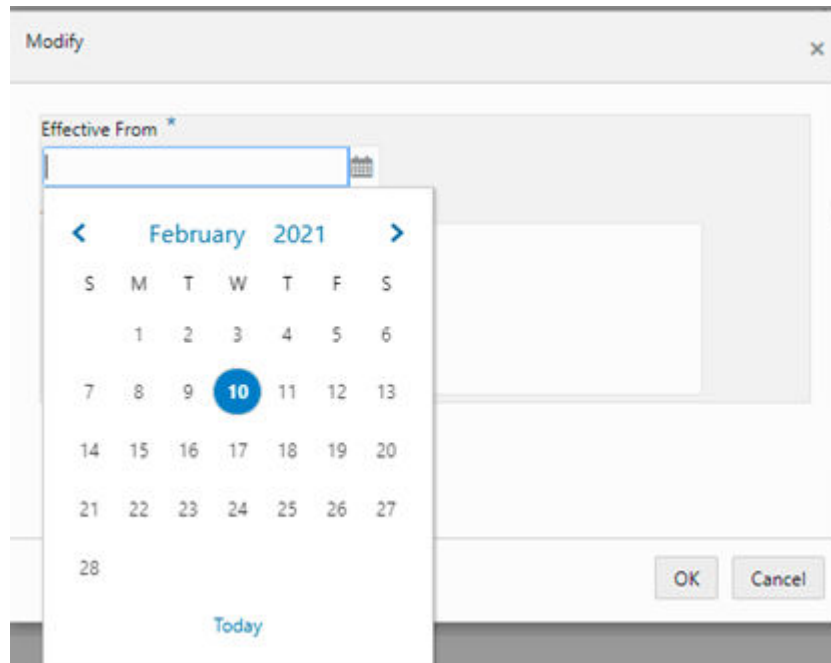 Modify
×
Effective From *
February 2021
S M T W T F S
1 2 3 4 5 6
7 8 9 10 11 12 13
14 15 16 17 18 19 20
21 22 23 24 25 26 27
28
OK Cancel
Today